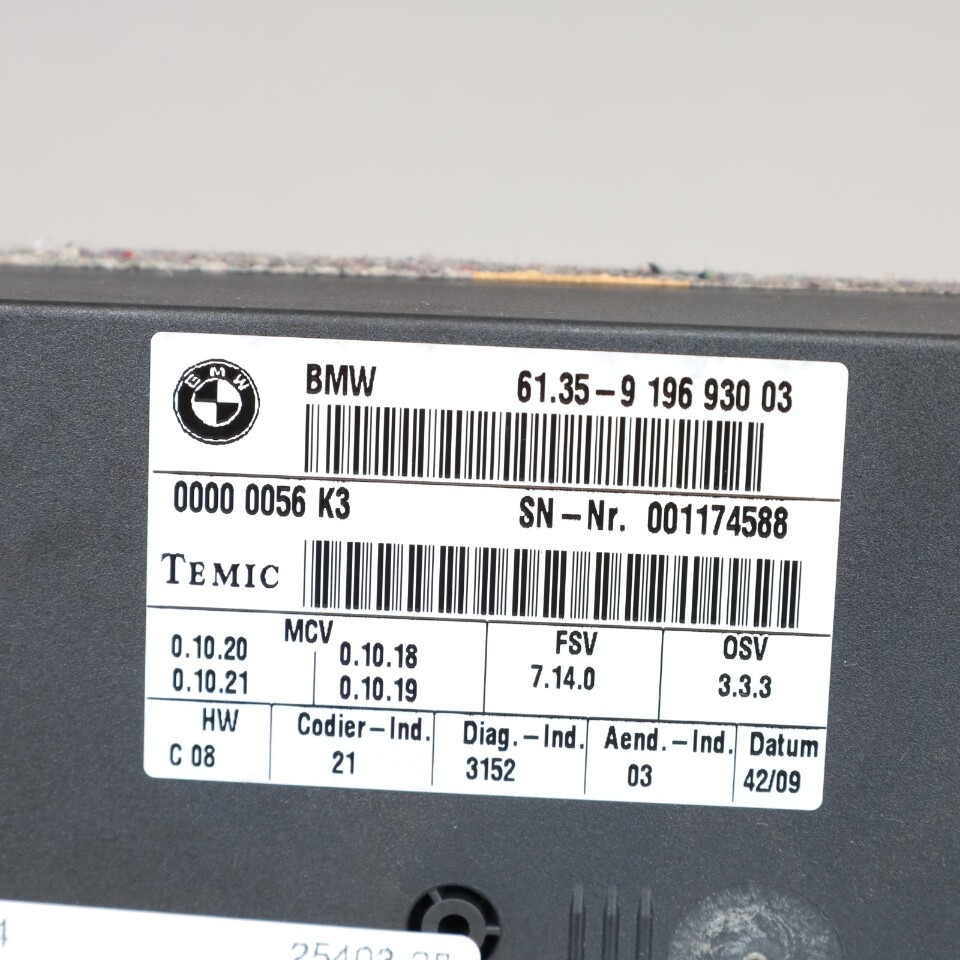 BMW
BMW 61.35-9 196 930 03
0000 0056 K3 SN-Nr. 001174588
TEMIC
MCV FSV OSV
0.10.20 0.10.18 7.14.0 3.3.3
0.10.21 0.10.19
HW Codier-Ind. Diag.-Ind. Aend.-Ind. Datum
C 08 21 3152 03 42/09